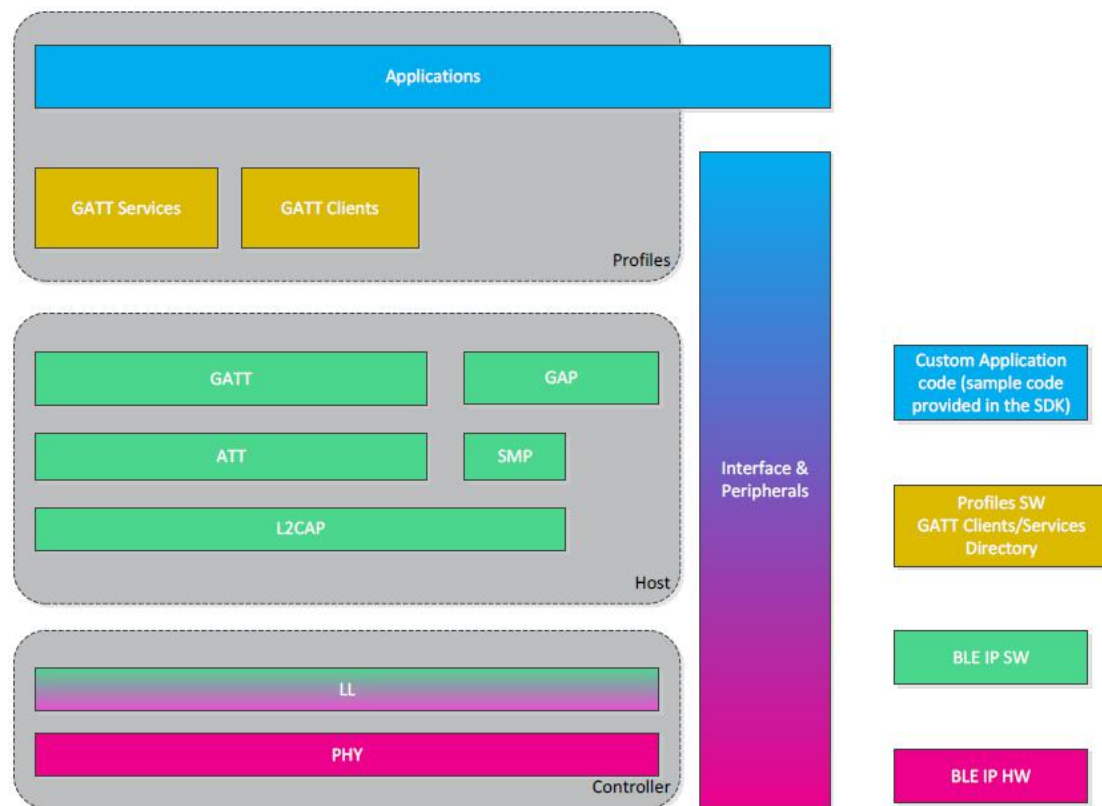 Applications
GATT Services
GATT Clients
Profiles
GATT
GAP
ATT
SMP
L2CAP
Host
LL
PHY
Controller
Interface &
Peripherals
Custom Application
code (sample code
provided in the SDK)
Profiles SW
GATT Clients/Services
Directory
BLE IP SW
BLE IP HW